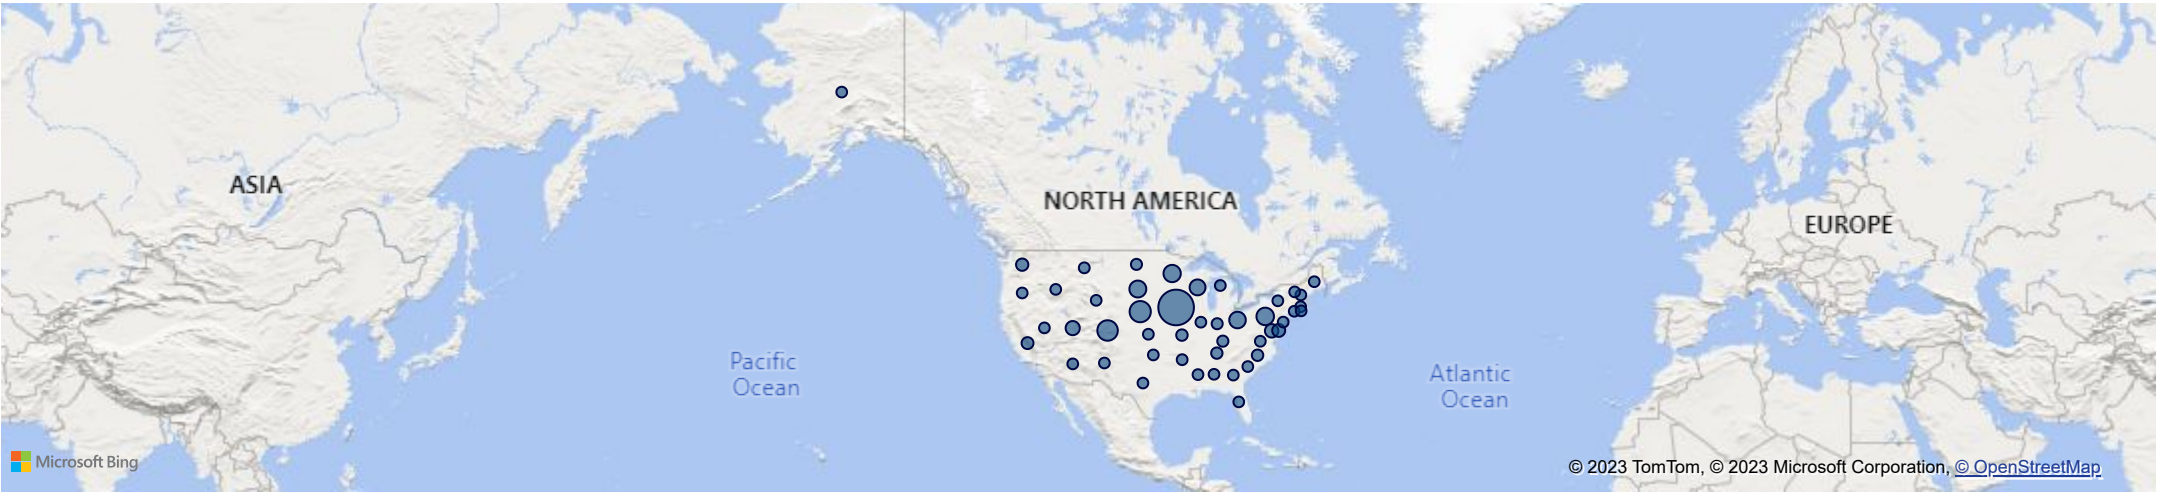 ASIA
NORTH AMERICA
EUROPE
Pacific
Ocean
Atlantic
Ocean
Microsoft Bing
© 2023 TomTom, © 2023 Microsoft Corporation, © OpenStreetMap